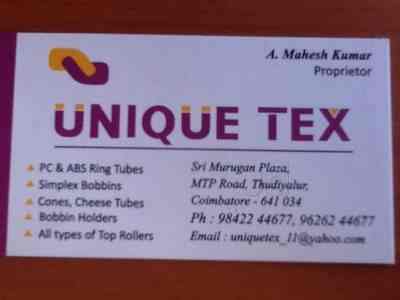 A. Mahesh Kumar
Proprietor
UNIQUE TEX
PC & ABS Ring Tubes
Simplex Bobbins
Cones, Cheese Tubes
Bobbin Holders
All types of Top Rollers
Sri Murugan Plaza,
MTP Road, Thudiyalur,
Coimbatore - 641 034
Ph : 98422 44677, 96262 44677
Email : uniquetex_11@yahoo.com